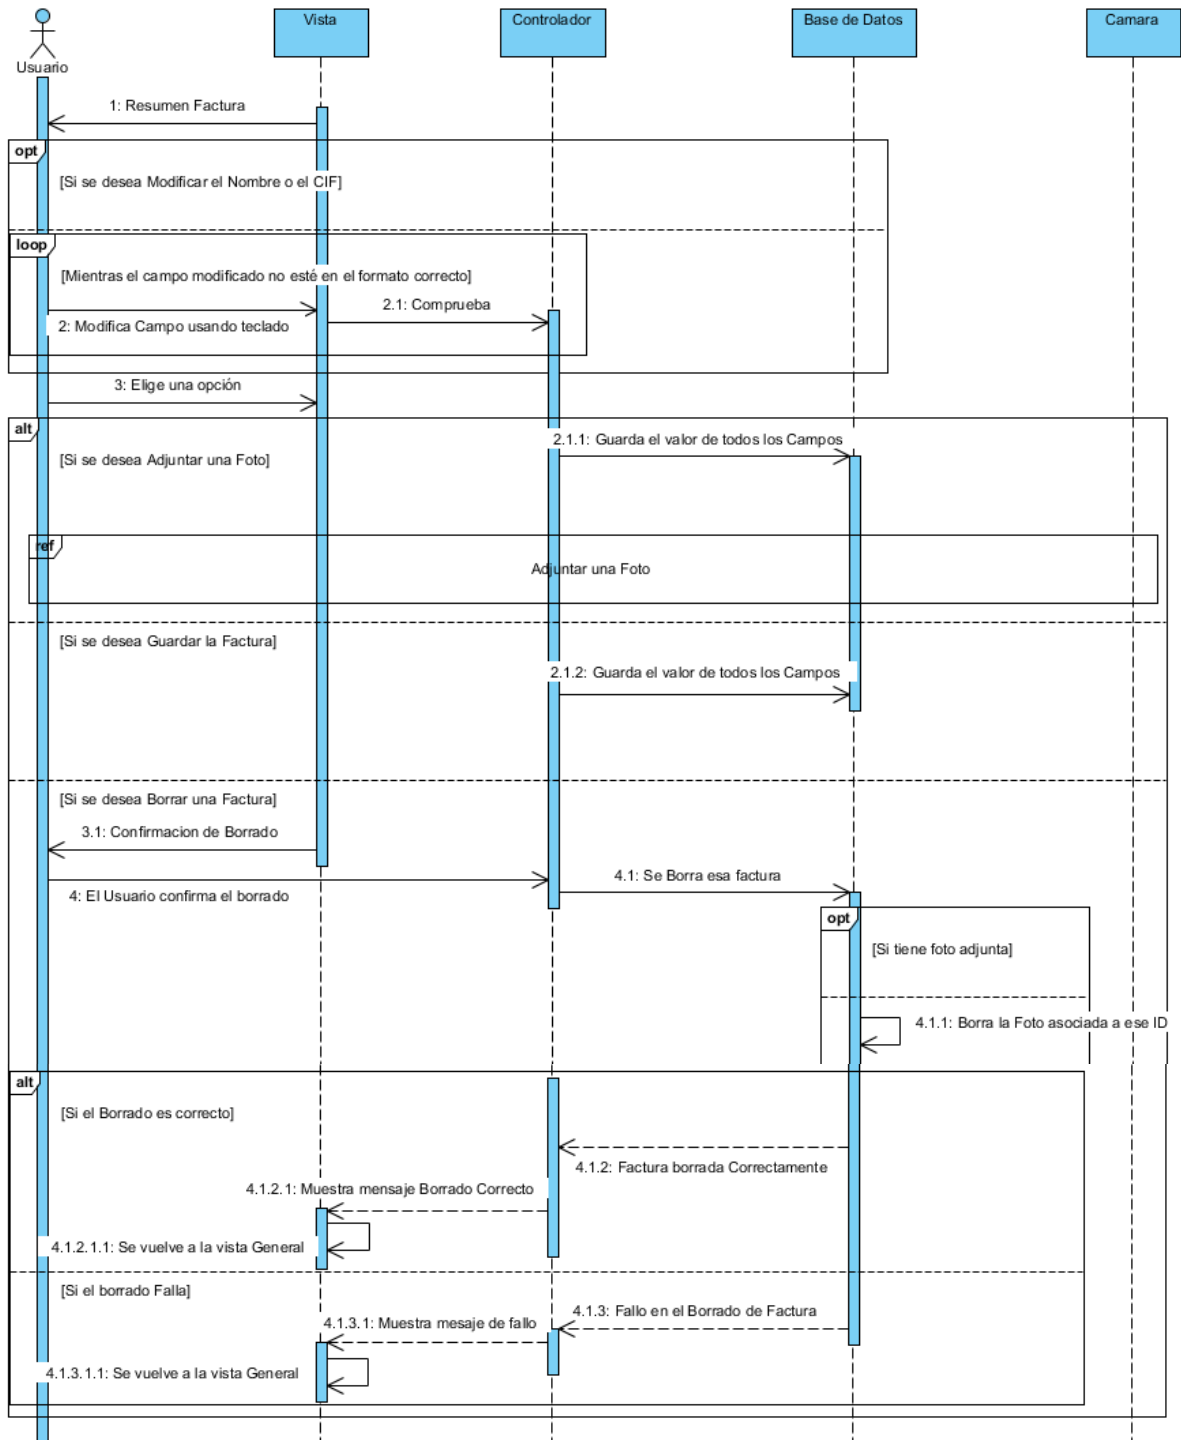 Usuario
Vista
Controlador
Base de Datos
Camara
1: Resumen Factura
opt
[Si se desea Modificar el Nombre o el CIF]
loop
[Mientras el campo modificado no esté en el formato correcto]
2.1: Comprueba
2: Modifica Campo usando teclado
3: Elige una opción
alt
2.1.1: Guarda el valor de todos los Campos
[Si se desea Adjuntar una Foto]
ref
Adjuntar una Foto
[Si se desea Guardar la Factura]
2.1.2: Guarda el valor de todos los Campos
[Si se desea Borrar una Factura]
3.1: Confirmacion de Borrado
4.1: Se Borra esa factura
4: El Usuario confirma el borrado
opt
[Si tiene foto adjunta]
4.1.1: Borra la Foto asociada a ese ID
alt
[Si el Borrado es correcto]
4.1.2: Factura borrada Correctamente
4.1.2.1: Muestra mensaje Borrado Correcto
4.1.2.1.1: Se vuelve a la vista General
[Si el borrado Falla]
4.1.3: Fallo en el Borrado de Factura
4.1.3.1: Muestra mesaje de fallo
4.1.3.1.1: Se vuelve a la vista General